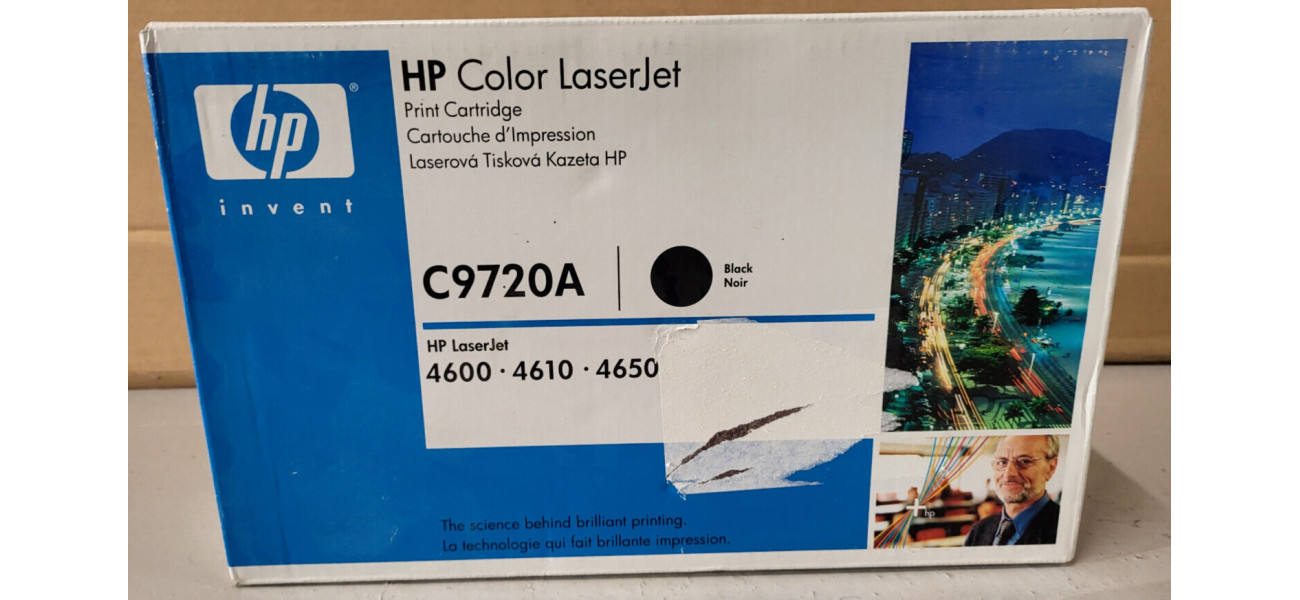 hp
®
invent
HP Color LaserJet
Print Cartridge
Cartouche d'Impression
Laserová Tisková Kazeta HP
C9720A
Black
Noir
HP LaserJet
4600 · 4610 · 4650
The science behind brilliant printing.
La technologie qui fait brillante impression.
+
hp